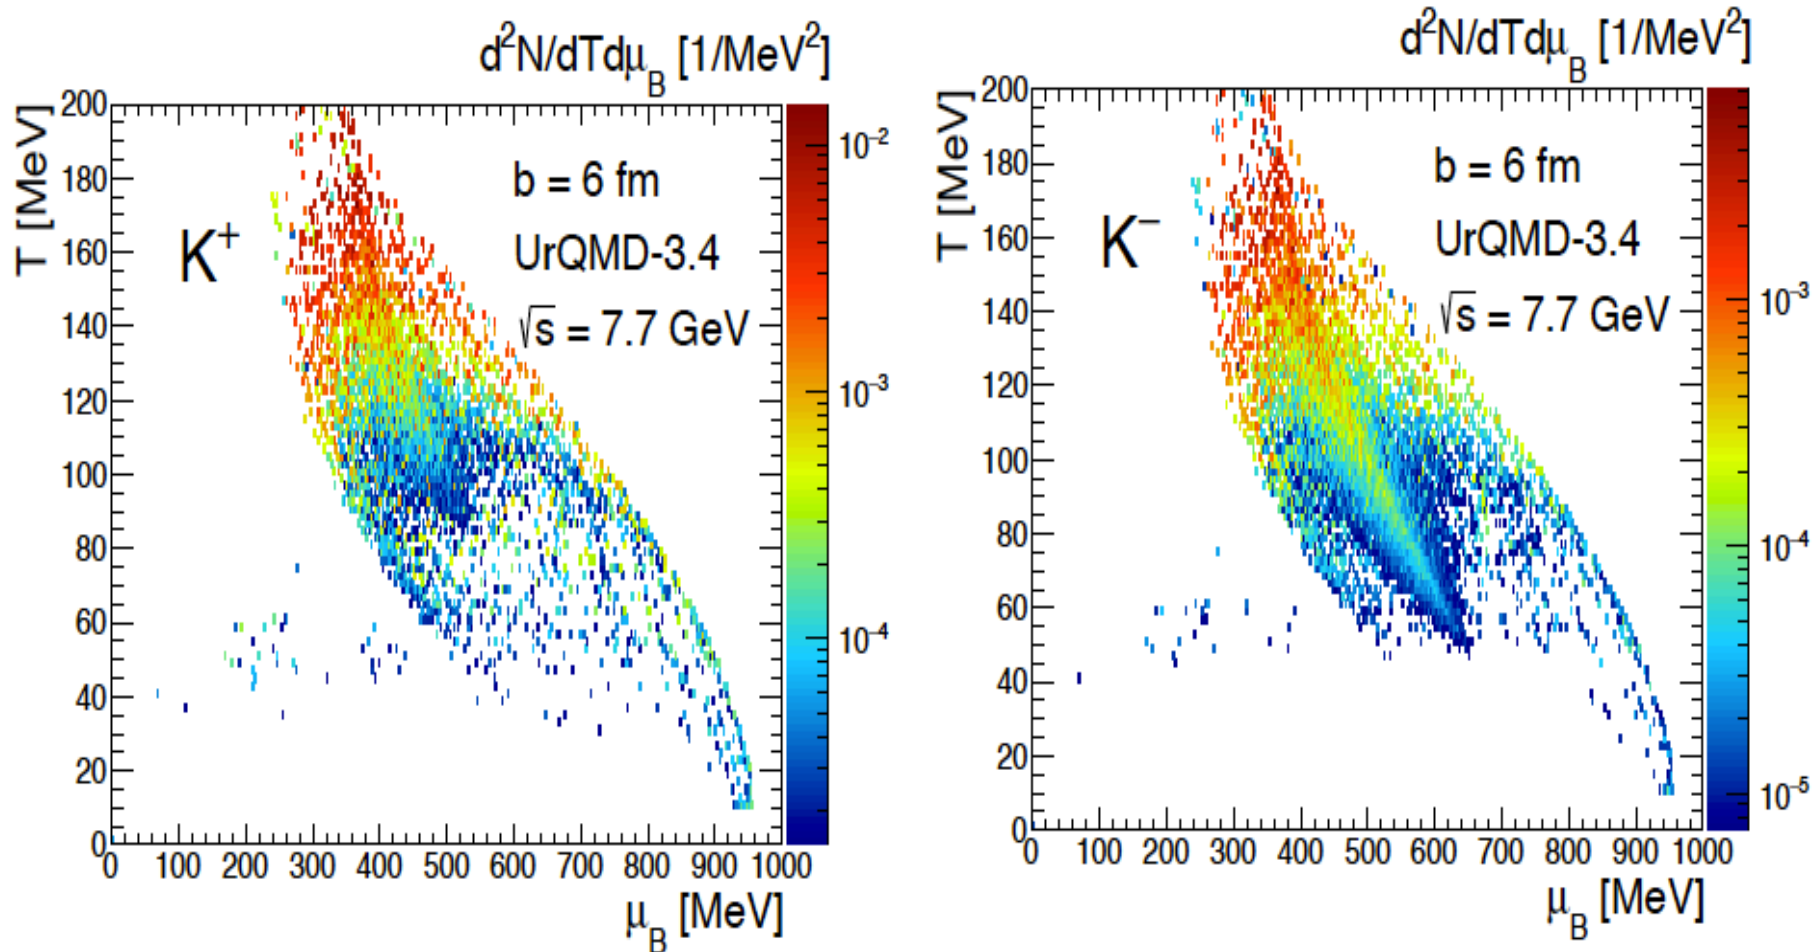 d²N/dTdμ_B [1/MeV²]
T [MeV]
200
180
160
140
120
100
80
60
40
20
0
K⁺
b = 6 fm
UrQMD-3.4
√s = 7.7 GeV
10⁻²
10⁻³
10⁻⁴
0 100 200 300 400 500 600 700 800 900 1000
μ_B [MeV]
d²N/dTdμ_B [1/MeV²]
T [MeV]
200
180
160
140
120
100
80
60
40
20
0
K⁻
b = 6 fm
UrQMD-3.4
√s = 7.7 GeV
10⁻³
10⁻⁴
10⁻⁵
0 100 200 300 400 500 600 700 800 900 1000
μ_B [MeV]